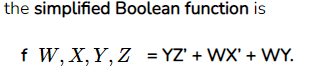 the simplified Boolean function is
f W, X, Y, Z = YZ' + WX' + WY.